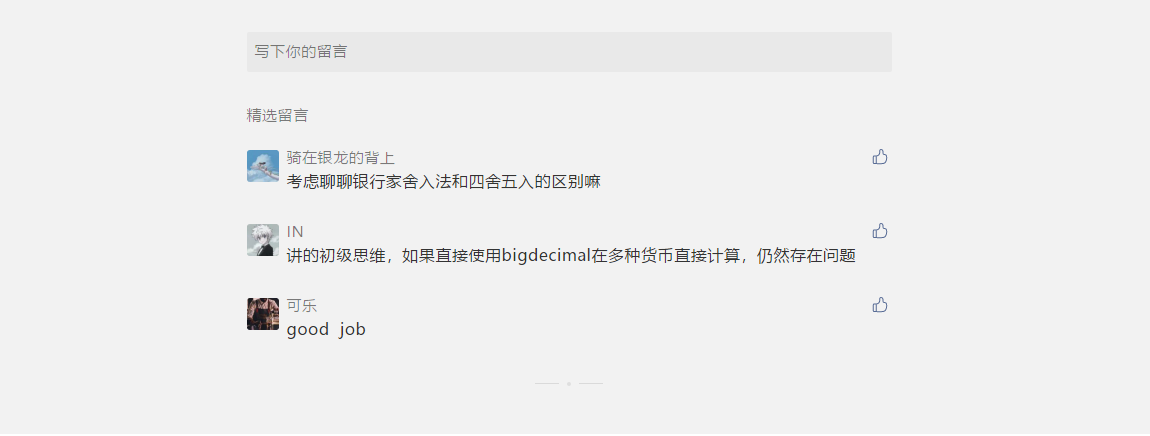 写下你的留言
精选留言
骑在银龙的背上
考虑聊聊银行家舍入法和四舍五入的区别嘛
IN
讲的初级思维，如果直接使用bigdecimal在多种货币直接计算，仍然存在问题
可乐
good  job